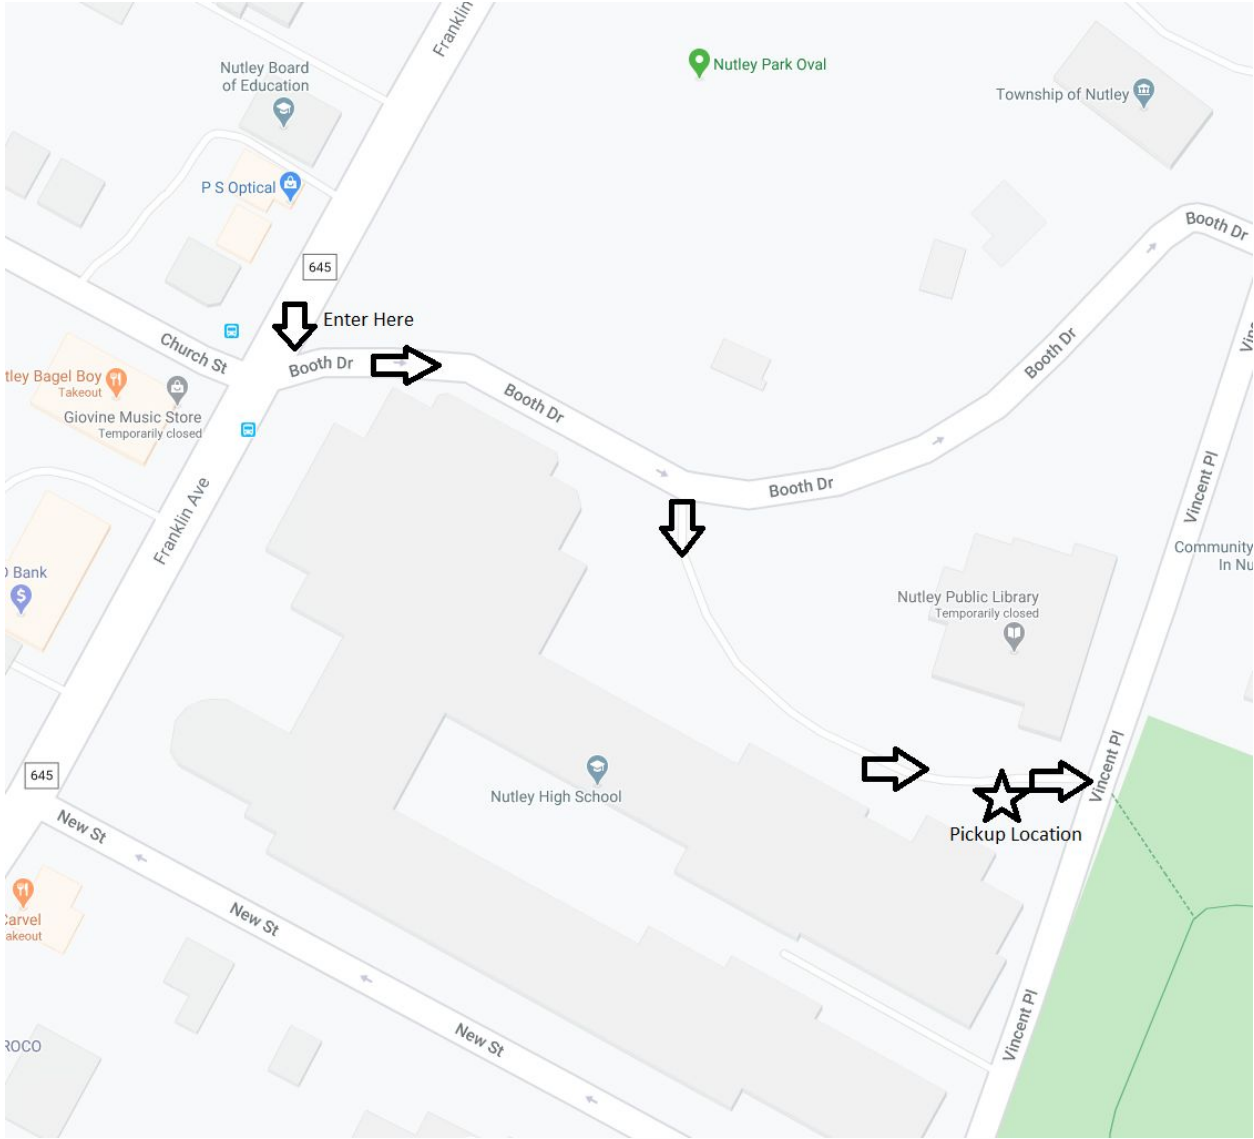 Franklin
Nutley Board
of Education
Nutley Park Oval
Township of Nutley
P S Optical
Booth Dr
645
Enter Here
Church St
Booth Dr
Booth Dr
Booth Dr
Booth Dr
tley Bagel Boy
Takeout
Giovine Music Store
Temporarily closed
Franklin Ave
Vincent Pl
Community
In Nu
Bank
$
Nutley Public Library
Temporarily closed
645
Nutley High School
Vincent Pl
Pickup Location
New St
New St
New St
Carvel
akeout
Vincent Pl
ROCO